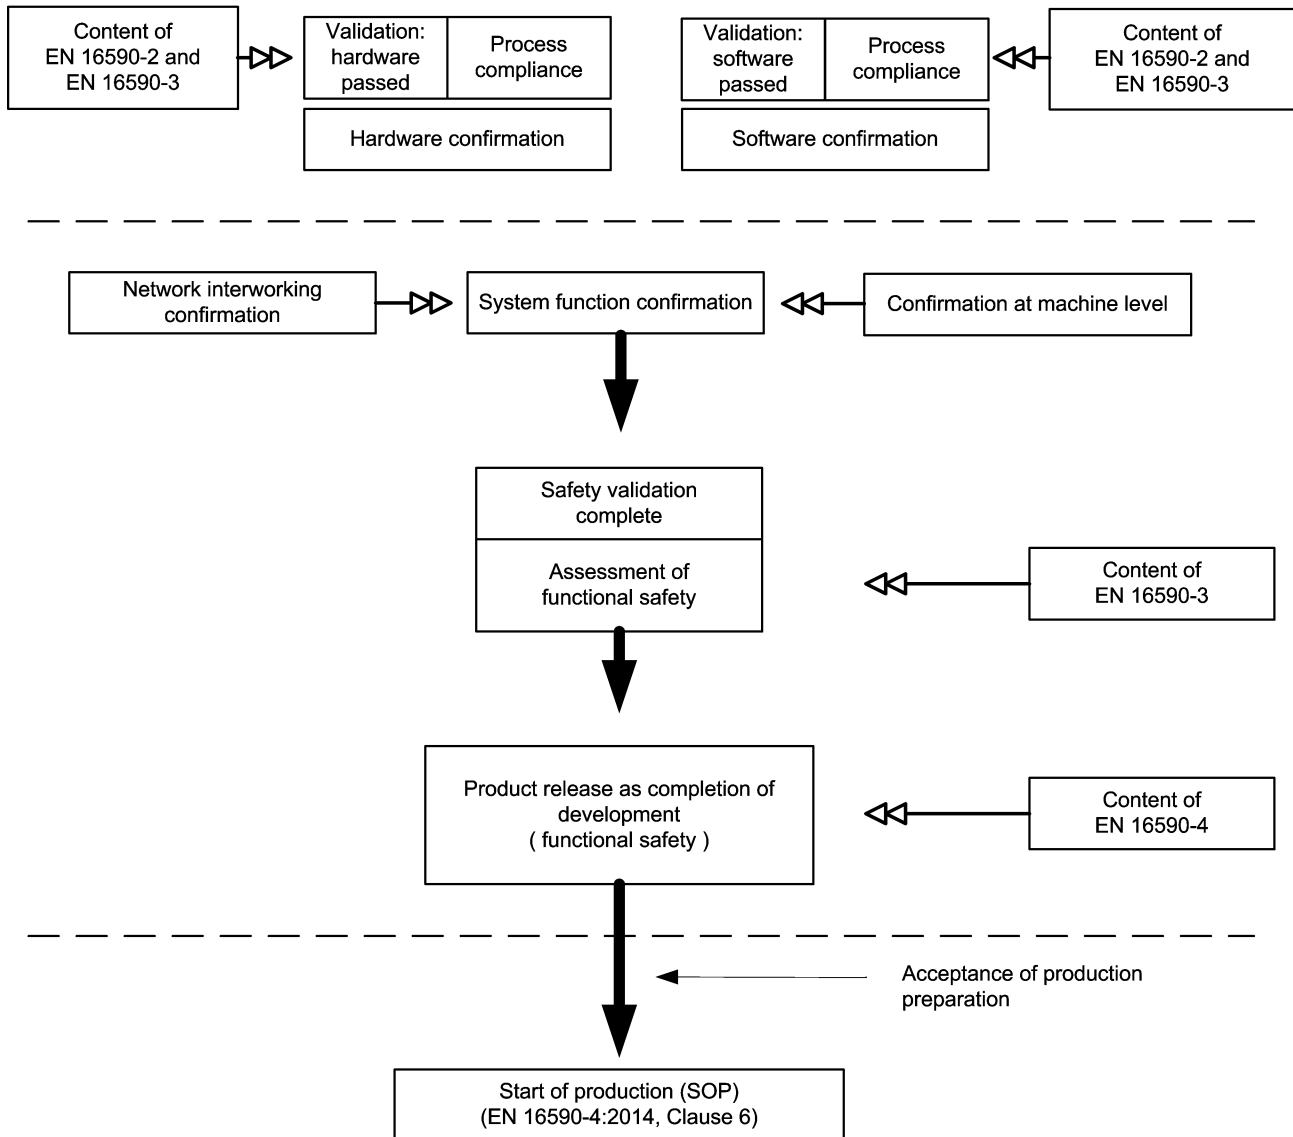 Content of
EN 16590-2 and
EN 16590-3
Validation:
hardware
passed
Process
compliance
Hardware confirmation
Validation:
software
passed
Process
compliance
Software confirmation
Content of
EN 16590-2 and
EN 16590-3
Network interworking
confirmation
System function confirmation
Confirmation at machine level
Safety validation
complete
Assessment of
functional safety
Content of
EN 16590-3
Product release as completion of
development
( functional safety )
Content of
EN 16590-4
Acceptance of production
preparation
Start of production (SOP)
(EN 16590-4:2014, Clause 6)